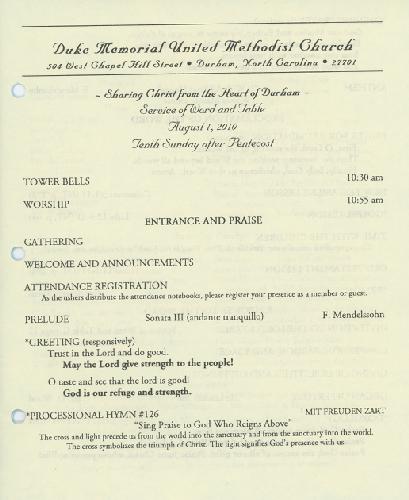 Duke Memorial United Methodist Church
504 West Chapel Hill Street • Durham, North Carolina • 27701
~ Sharing Christ from the Heart of Durham ~
Service of Word and Table
August 1, 2010
Tenth Sunday after Pentecost
TOWER BELLS 10:30 am
WORSHIP 10:55 am
ENTRANCE AND PRAISE
GATHERING
WELCOME AND ANNOUNCEMENTS
ATTENDANCE REGISTRATION
As the ushers distribute the attendance notebooks, please register your presence as a member or guest.
PRELUDE Sonata III (andante tranquillo) F. Mendelssohn
*GREETING (responsively)
Trust in the Lord and do good.
May the Lord give strength to the people!
O taste and see that the lord is good!
God is our refuge and strength.
*PROCESSIONAL HYMN #126 MIT FREUDEN ZART
"Sing Praise to God Who Reigns Above"
The cross and light precede us from the world into the sanctuary and from the sanctuary into the world.
The cross symbolizes the triumph of Christ. The light signifies God's presence with us.